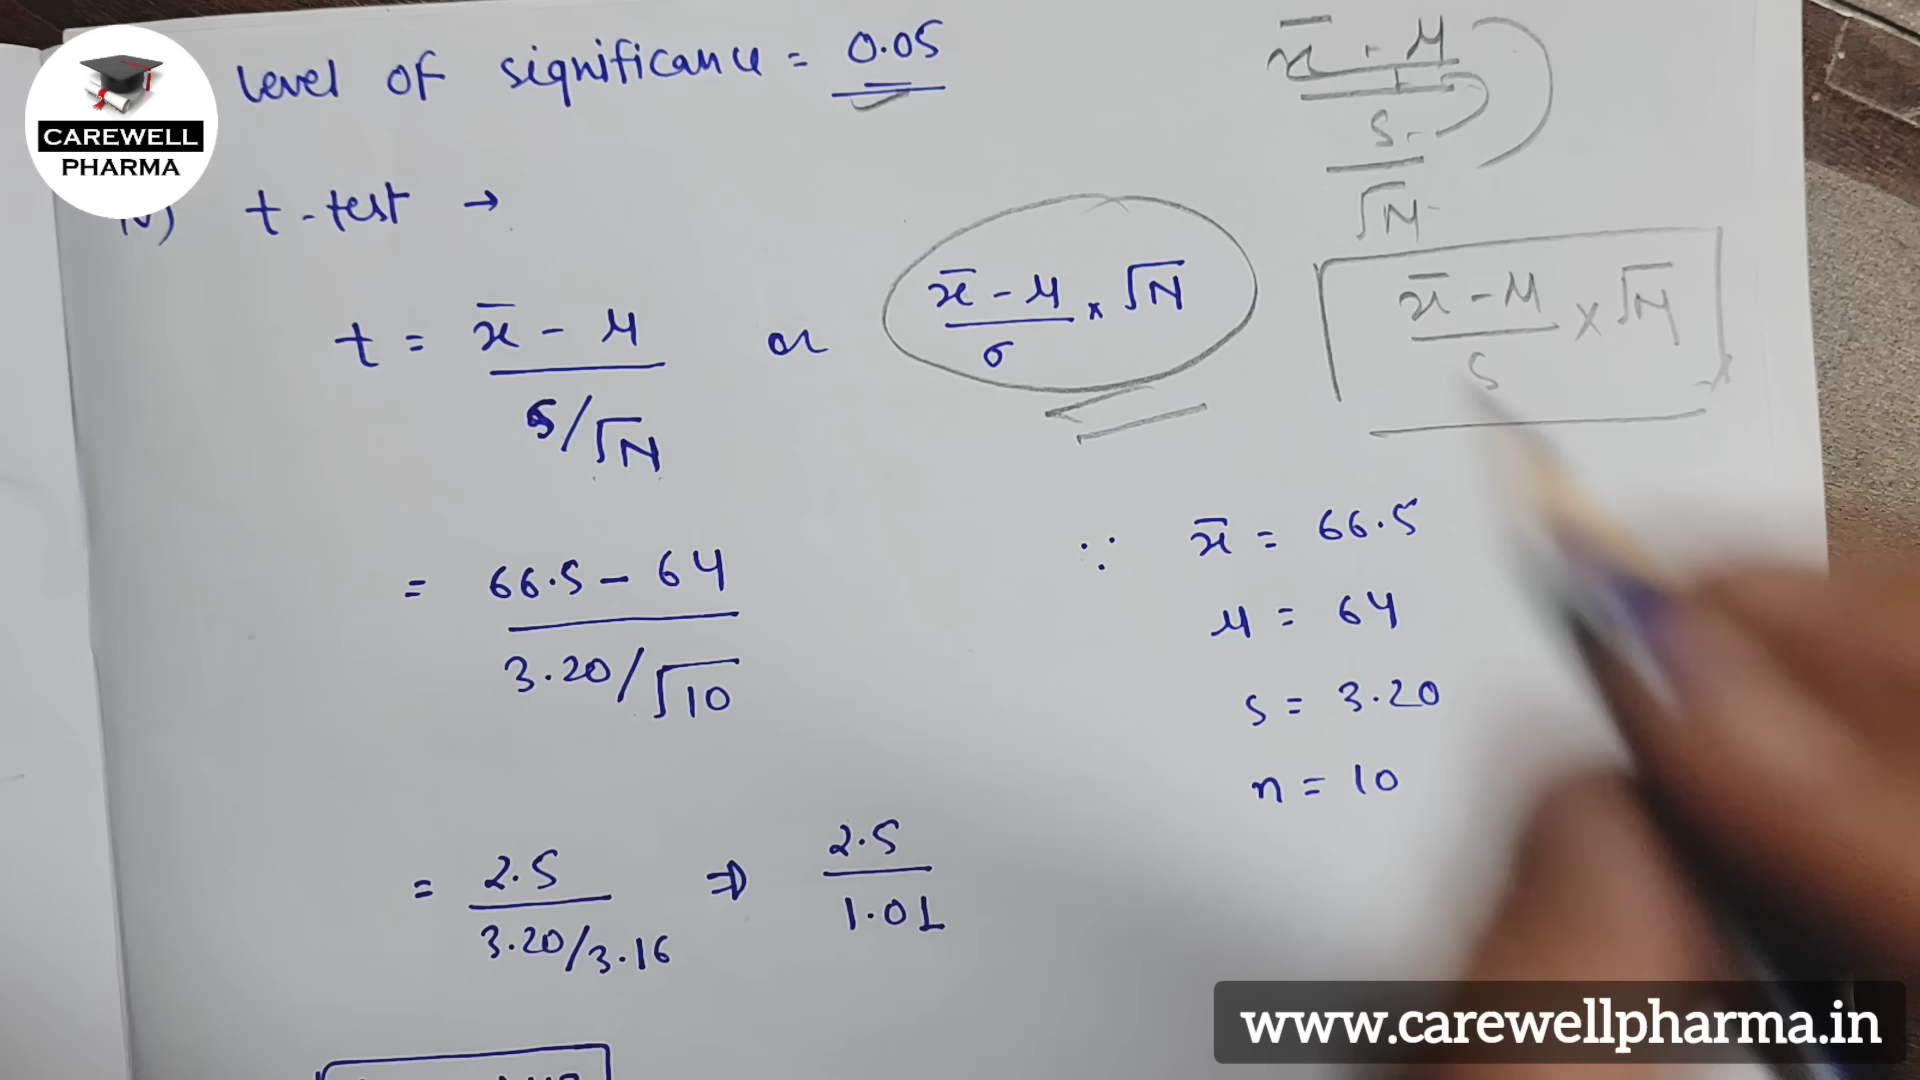 CAREWELL
PHARMA
level of significance = 0.05
iv) t-test →
t = x̄ - μ / s/√N or x̄ - μ / σ × √N
x̄ - μ / s / √N
x̄ - μ / s × √N
= 66.5 - 64 / 3.20/√10
∵ x̄ = 66.5
μ = 64
s = 3.20
n = 10
= 2.5 / 3.20/3.16 ⇒ 2.5 / 1.01
www.carewellpharma.in